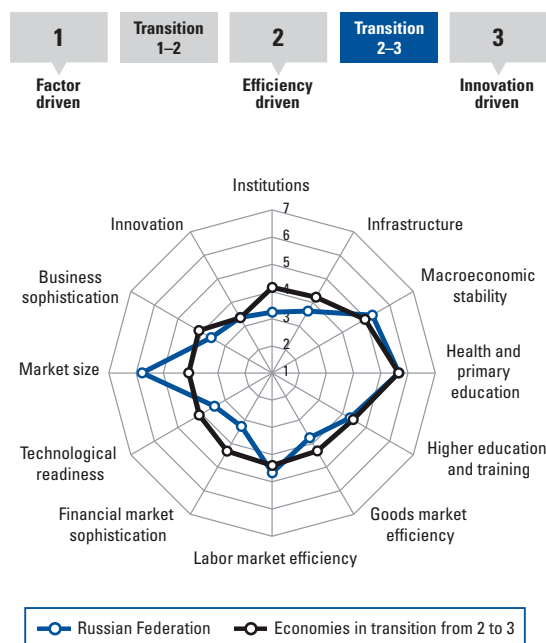 1
Transition
1–2
2
Transition
2–3
3
Factor
driven
Efficiency
driven
Innovation
driven
Institutions
7
Innovation
Infrastructure
6
5
Business
sophistication
Macroeconomic
stability
4
3
2
Market size
1
Health and
primary
education
Technological
readiness
Higher education
and training
Financial market
sophistication
Goods market
efficiency
Labor market efficiency
Russian Federation
Economies in transition from 2 to 3